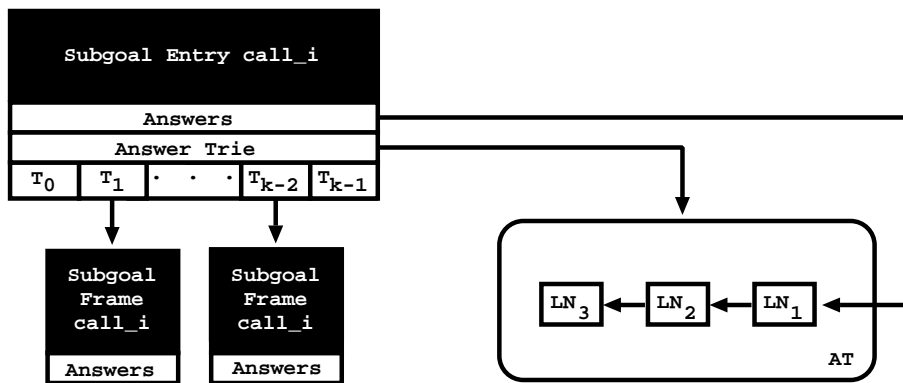 Subgoal Entry call_i
Answers
Answer Trie
T0 T1 . . . Tk-2 Tk-1
Subgoal
Frame
call_i
Answers
Subgoal
Frame
call_i
Answers
LN3 LN2 LN1
AT